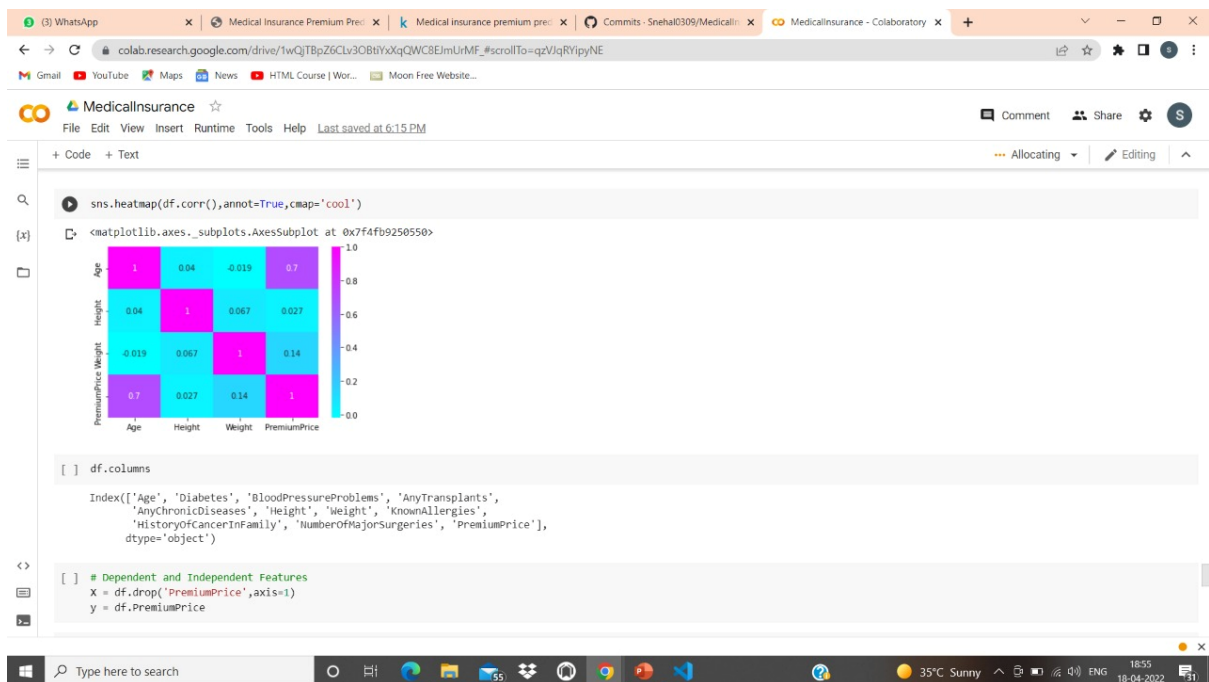 (3) WhatsApp
Medical Insurance Premium Pred
Medical insurance premium pred
Commits · Snehal0309/MedicalIn
MedicalInsurance - Colaboratory
colab.research.google.com/drive/1wQjTBpZ6CLv3OBtiYxXqQWC8EJmUrMF_#scrollTo=qzVJqRYipyNE
S
Gmail YouTube Maps News HTML Course | Wor... Moon Free Website...
CO MedicalInsurance
Comment Share S
File Edit View Insert Runtime Tools Help Last saved at 6:15 PM
+ Code + Text
Allocating Editing
sns.heatmap(df.corr(),annot=True,cmap='cool')
{x}
<matplotlib.axes._subplots.AxesSubplot at 0x7f4fb9250550>
1.0
Age 1 0.04 -0.019 0.7
0.8
Height 0.04 1 0.067 0.027
0.6
Weight -0.019 0.067 1 0.14
0.4
0.2
PremiumPrice 0.7 0.027 0.14 1
0.0
Age Height Weight PremiumPrice
[ ] df.columns
Index(['Age', 'Diabetes', 'BloodPressureProblems', 'AnyTransplants',
'AnyChronicDiseases', 'Height', 'Weight', 'KnownAllergies',
'HistoryOfCancerInFamily', 'NumberOfMajorSurgeries', 'PremiumPrice'],
dtype='object')
[ ] # Dependent and Independent Features
X = df.drop('PremiumPrice',axis=1)
y = df.PremiumPrice
Type here to search
55
35°C Sunny
ENG
18:55
18-04-2022
31